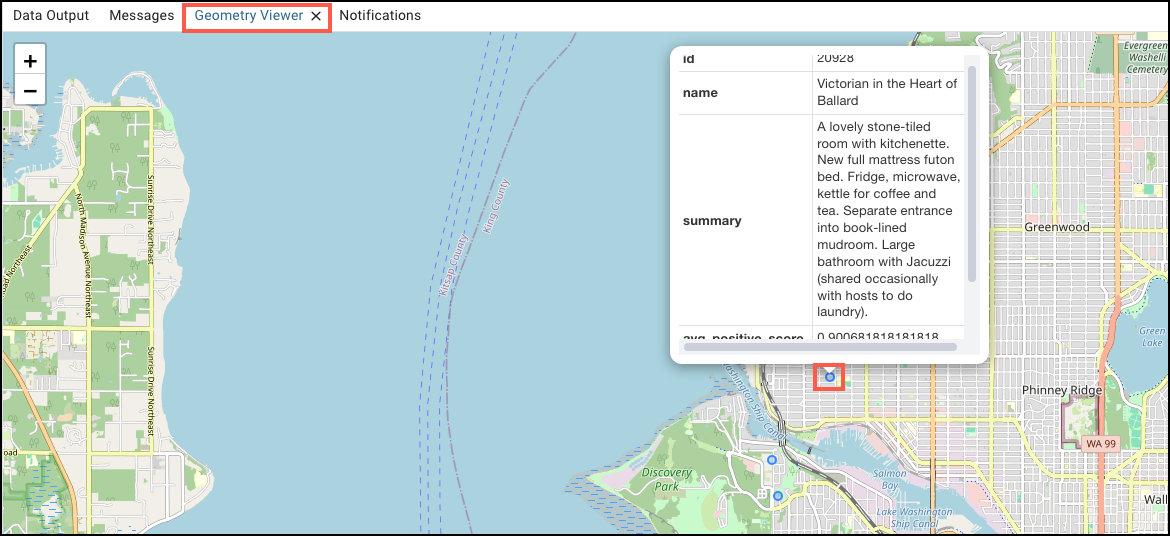 Data Output Messages Geometry Viewer × Notifications
+
−
id 20928
name Victorian in the Heart of
Ballard
summary A lovely stone-tiled
room with kitchenette.
New full mattress futon
bed. Fridge, microwave,
kettle for coffee and
tea. Separate entrance
into book-lined
mudroom. Large
bathroom with Jacuzzi
(shared occasionally
with hosts to do
laundry).
avg_positive_score 0.900681818181818
Evergreen
Washelli
Cemetery
Sunrise Drive Northeast
North Madison Avenue Northeast
oad Northeast
Sunrise Drive Northeast
oad
King County
Kitsap County
Greenwood
Green
Lake
Phinney Ridge
WA 99
Washington Ship Canal
Discovery
Park
Salmon
Bay
Lake Washington
Ship Canal
Wall